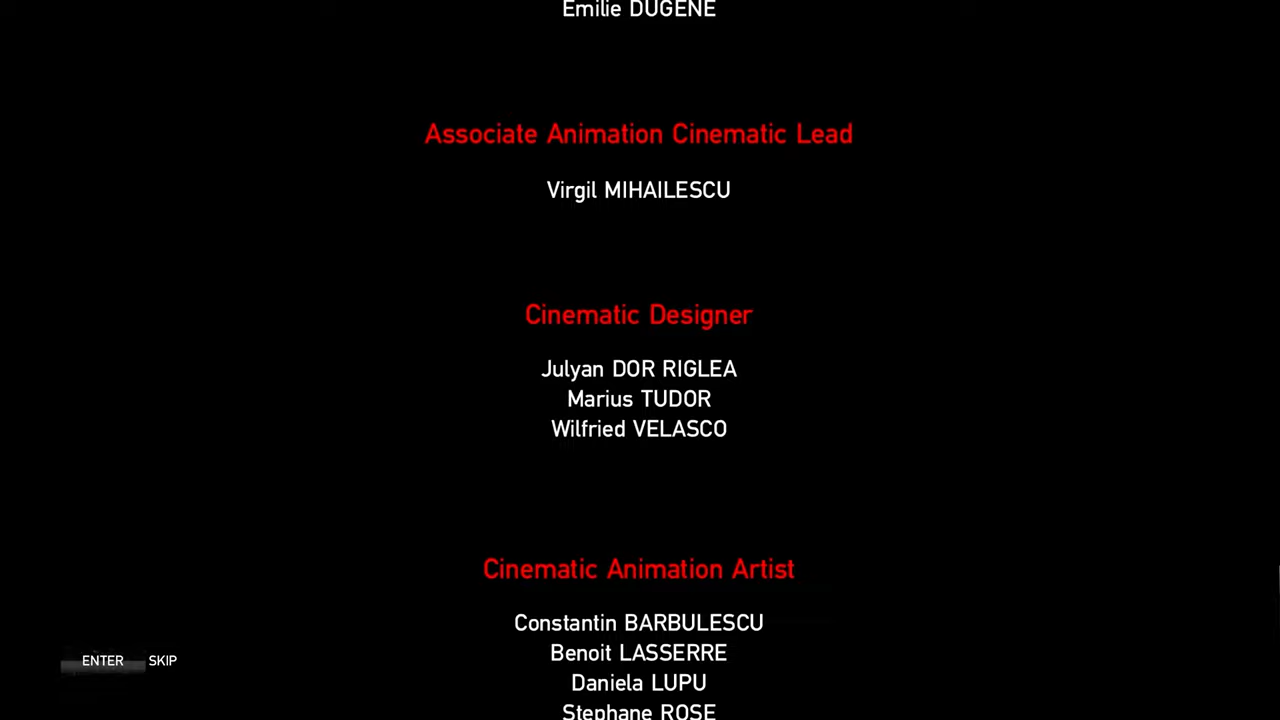 Emilie DUGENE
Associate Animation Cinematic Lead
Virgil MIHAILESCU
Cinematic Designer
Julyan DOR RIGLEA
Marius TUDOR
Wilfried VELASCO
Cinematic Animation Artist
Constantin BARBULESCU
Benoit LASSERRE
Daniela LUPU
Stephane ROSE
ENTER SKIP